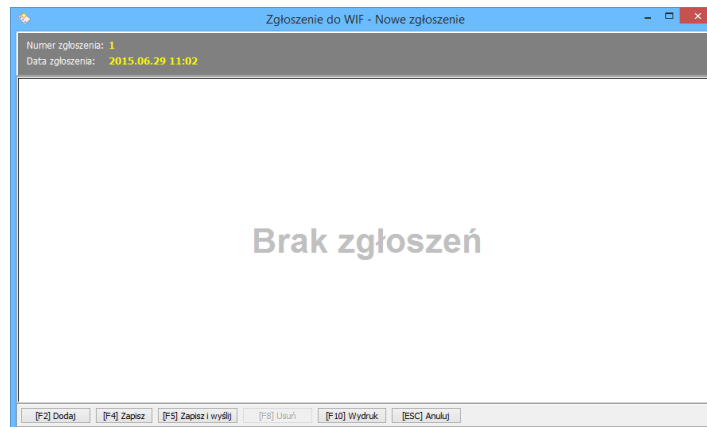 Zgłoszenie do WIF - Nowe zgłoszenie
Numer zgłoszenia: 1
Data zgłoszenia: 2015.06.29 11:02
Brak zgłoszeń
[F2] Dodaj [F4] Zapisz [F5] Zapisz i wyślij [F8] Usuń [F10] Wydruk [ESC] Anuluj